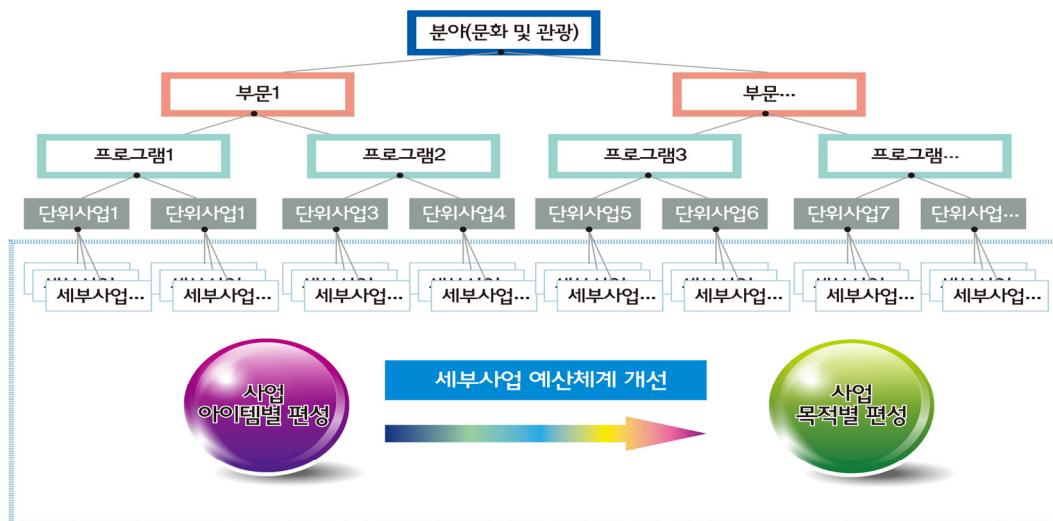 분야(문화 및 관광)
부문1
부문···
프로그램1
프로그램2
프로그램3
프로그램···
단위사업1
단위사업1
단위사업3
단위사업4
단위사업5
단위사업6
단위사업7
단위사업···
세부사업···
세부사업···
세부사업···
세부사업···
세부사업···
세부사업···
세부사업···
세부사업···
사업
아이템별 편성
세부사업 예산체계 개선
사업
목적별 편성